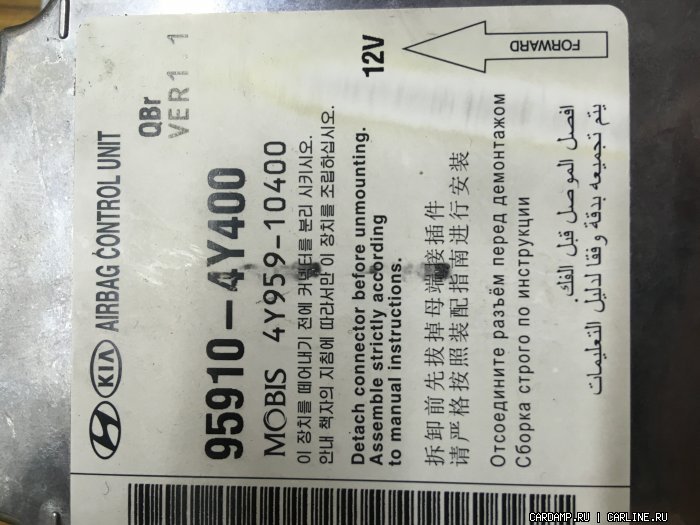 KIA AIRBAG CONTROL UNIT
QBr
VER1.1
95910-4Y400
MOBIS 4Y959-10400
이 장치를 떼어내기 전에 커넥터를 분리 시키시오.
안내 책자의 지침에 따라서만 이 장치를 조립하십시오.
Detach connector before unmounting.
Assemble strictly according
to manual instructions.
12V
FORWARD
拆卸前先拔掉母端接插件
请严格按照装配指南进行安装
Отсоедините разъём перед демонтажом
Сборка строго по инструкции
افصل الموصل قبل الفك
يتم تجميعه بدقة وفقا لدليل التعليمات
CARDAMP.RU | CARLINE.RU